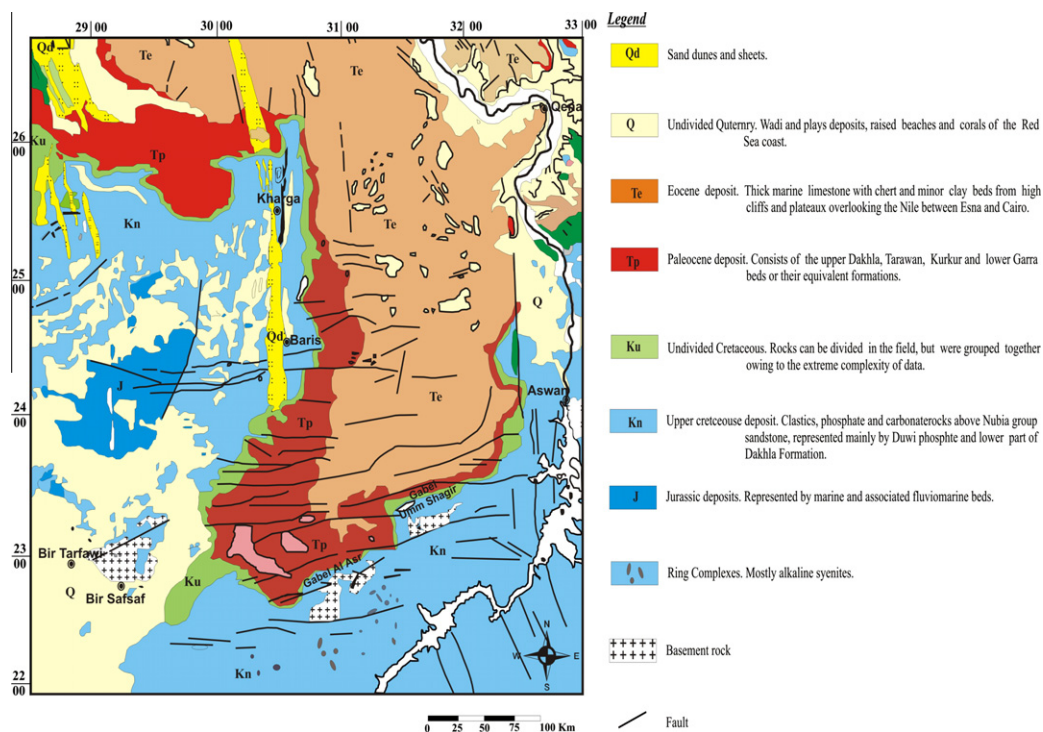 29 00 30 00 31 00 32 00 33 00
Legend
Qd
Te
Te
Te
Qena
26
00
Ku
Tp
Kharga
Kn
Te
25
00
Q
Qd
Baris
J
Aswan
24
00
Te
Tp
Gabel
Umm Shagir
23
00
Bir Tarfawi
Tp
Kn
Gabel Al Asr
Ku
Q
Bir Safsaf
N
W E
S
22
00
Kn
0 25 50 75 100 Km
Qd
Sand dunes and sheets.
Q
Undivided Quternry. Wadi and plays deposits, raised beaches and corals of the Red
Sea coast.
Te
Eocene deposit. Thick marine limestone with chert and minor clay beds from high
cliffs and plateaux overlooking the Nile between Esna and Cairo.
Tp
Paleocene deposit. Consists of the upper Dakhla, Tarawan, Kurkur and lower Garra
beds or their equivalent formations.
Ku
Undivided Cretaceous. Rocks can be divided in the field, but were grouped together
owing to the extreme complexity of data.
Kn
Upper cretceouse deposit. Clastics, phosphate and carbonaterocks above Nubia group
sandstone, represented mainly by Duwi phosphte and lower part of
Dakhla Formation.
J
Jurassic deposits. Represented by marine and associated fluviomarine beds.
Ring Complexes. Mostly alkaline syenites.
Basement rock
Fault